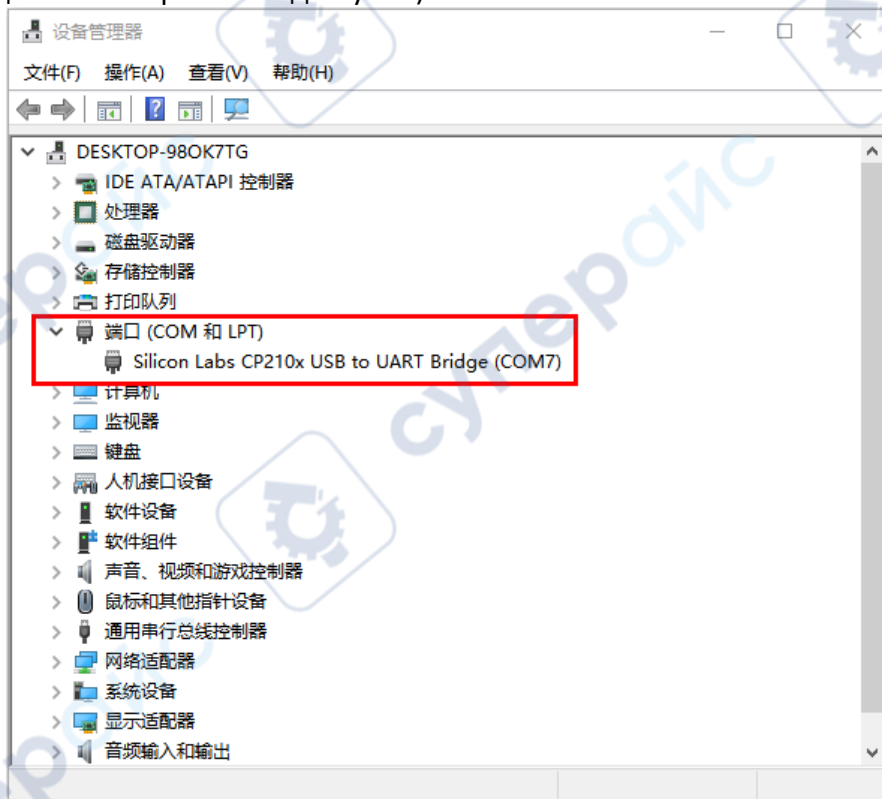 设备管理器
文件(F) 操作(A) 查看(V) 帮助(H)
DESKTOP-98OK7TG
IDE ATA/ATAPI 控制器
处理器
磁盘驱动器
存储控制器
打印队列
端口 (COM 和 LPT)
Silicon Labs CP210x USB to UART Bridge (COM7)
计算机
监视器
键盘
人机接口设备
软件设备
软件组件
声音、视频和游戏控制器
鼠标和其他指针设备
通用串行总线控制器
网络适配器
系统设备
显示适配器
音频输入和输出
суперайс